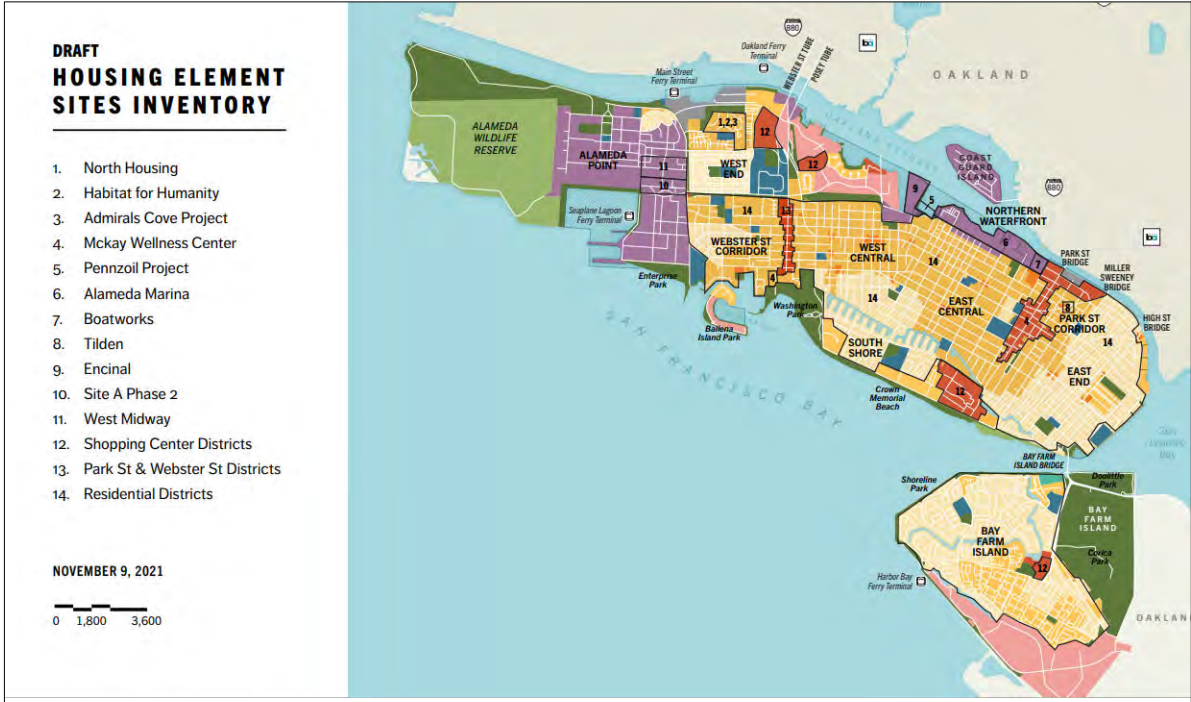 DRAFT
HOUSING ELEMENT
SITES INVENTORY
1. North Housing
2. Habitat for Humanity
3. Admirals Cove Project
4. Mckay Wellness Center
5. Pennzoil Project
6. Alameda Marina
7. Boatworks
8. Tilden
9. Encinal
10. Site A Phase 2
11. West Midway
12. Shopping Center Districts
13. Park St & Webster St Districts
14. Residential Districts
NOVEMBER 9, 2021
0 1,800 3,600
880
Oakland Ferry
Terminal
WEBSTER ST TUBE
POSEY TUBE
OAKLAND
Main Street
Ferry Terminal
ALAMEDA
WILDLIFE
RESERVE
1,2,3
12
ALAMEDA
POINT
WEST
END
11
10
12
COAST
GUARD
ISLAND
880
9
5
NORTHERN
WATERFRONT
Seaplane Lagoon
Ferry Terminal
14
13
WEBSTER ST
CORRIDOR
WEST
CENTRAL
14
6
7
PARK ST
BRIDGE
MILLER
SWEENEY
BRIDGE
Enterprise
Park
4
14
EAST
CENTRAL
8
4
PARK ST
CORRIDOR
HIGH ST
BRIDGE
14
Washington
Park
Ballena
Island Park
SOUTH
SHORE
EAST
END
SAN FRANCISCO BAY
Crown
Memorial
Beach
12
BAY FARM
ISLAND BRIDGE
Shoreline
Park
Doolittle
Park
BAY
FARM
ISLAND
BAY
FARM
ISLAND
Corica
Park
12
Harbor Bay
Ferry Terminal